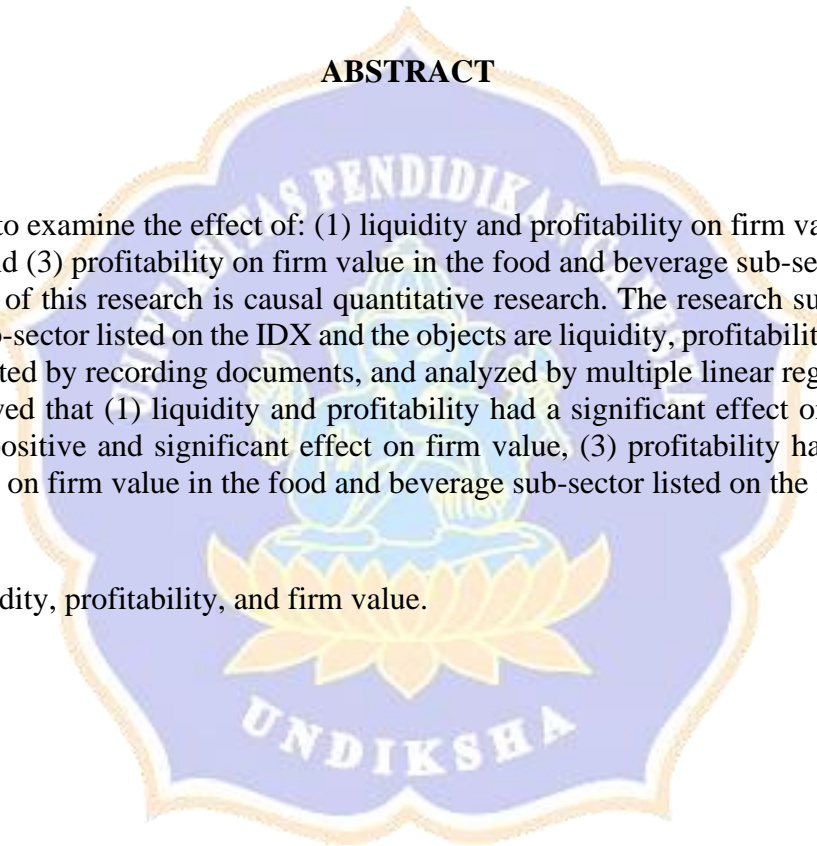 ABSTRACT
UNIVERSITAS PENDIDIKAN GANESHA
to examine the effect of: (1) liquidity and profitability on firm va
d (3) profitability on firm value in the food and beverage sub-se
of this research is causal quantitative research. The research su
-sector listed on the IDX and the objects are liquidity, profitabilit
ted by recording documents, and analyzed by multiple linear reg
ved that (1) liquidity and profitability had a significant effect o
ositive and significant effect on firm value, (3) profitability ha
on firm value in the food and beverage sub-sector listed on the
dity, profitability, and firm value.
UNDIKSHA